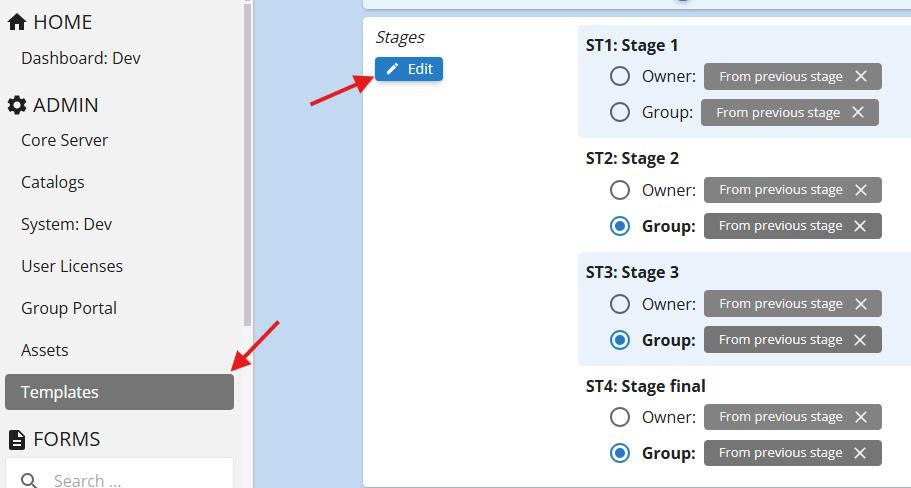 HOME
Dashboard: Dev
ADMIN
Core Server
Catalogs
System: Dev
User Licenses
Group Portal
Assets
Templates
FORMS
Search ...
Stages
Edit
ST1: Stage 1
Owner: From previous stage
Group: From previous stage
ST2: Stage 2
Owner: From previous stage
Group: From previous stage
ST3: Stage 3
Owner: From previous stage
Group: From previous stage
ST4: Stage final
Owner: From previous stage
Group: From previous stage